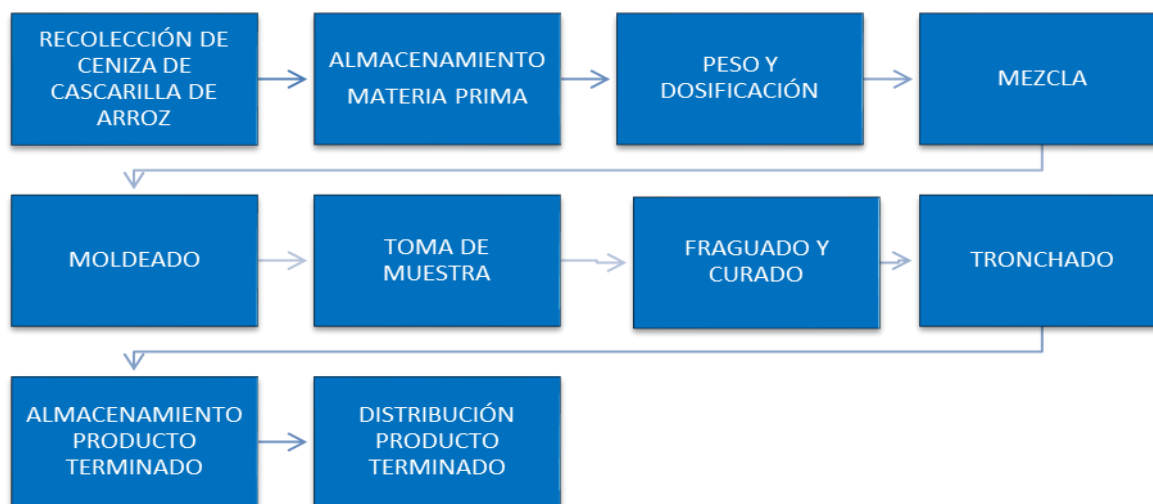 RECOLECCIÓN DE
CENIZA DE
CASCARILLA DE
ARROZ
ALMACENAMIENTO
MATERIA PRIMA
PESO Y
DOSIFICACIÓN
MEZCLA
MOLDEADO
TOMA DE
MUESTRA
FRAGUADO Y
CURADO
TRONCHADO
ALMACENAMIENTO
PRODUCTO
TERMINADO
DISTRIBUCIÓN
PRODUCTO
TERMINADO